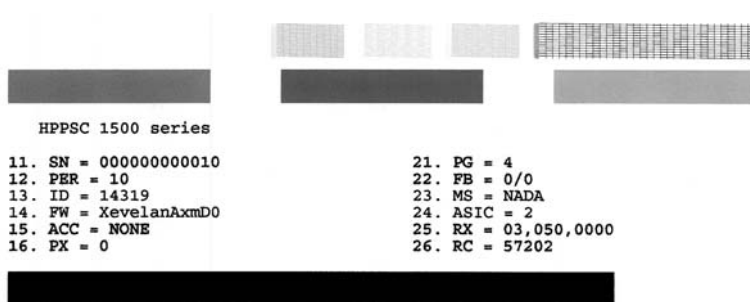 HPPSC 1500 series
11. SN = 000000000010
12. PER = 10
13. ID = 14319
14. FW = XevelanAxmD0
15. ACC = NONE
16. PX = 0
21. PG = 4
22. FB = 0/0
23. MS = NADA
24. ASIC = 2
25. RX = 03,050,0000
26. RC = 57202